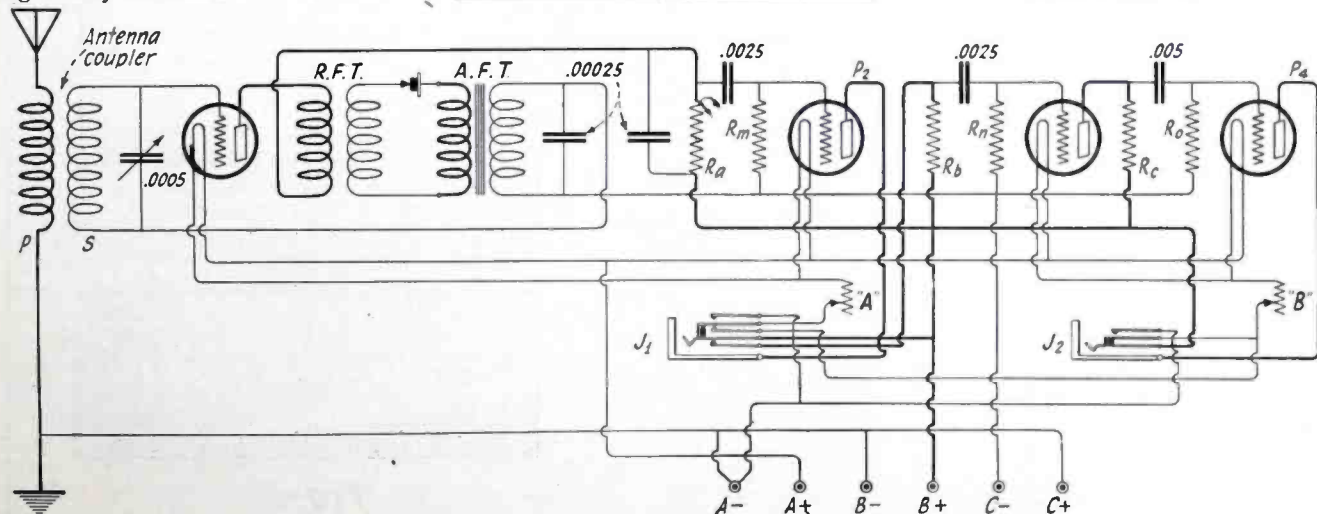 Antenna
coupler
R.F.T.
A.F.T.
.00025
.0025
P2
.0025
.005
P4
.0005
Ra
Rm
Rb
Rn
Rc
Ro
P
S
"A"
"B"
J1
J2
A-
A+
B-
B+
C-
C+